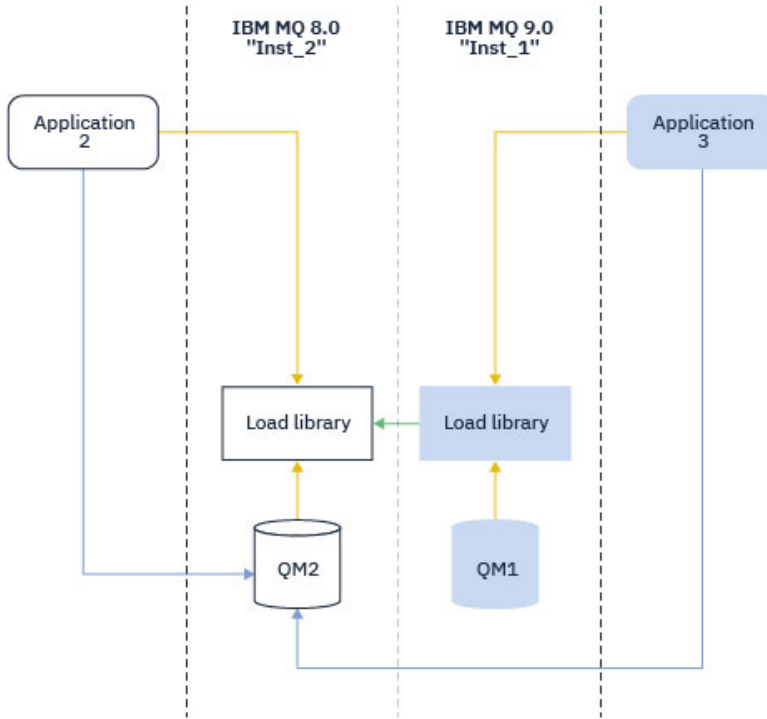 IBM MQ 8.0
"Inst_2"
IBM MQ 9.0
"Inst_1"
Application
2
Application
3
Load library
Load library
QM2
QM1